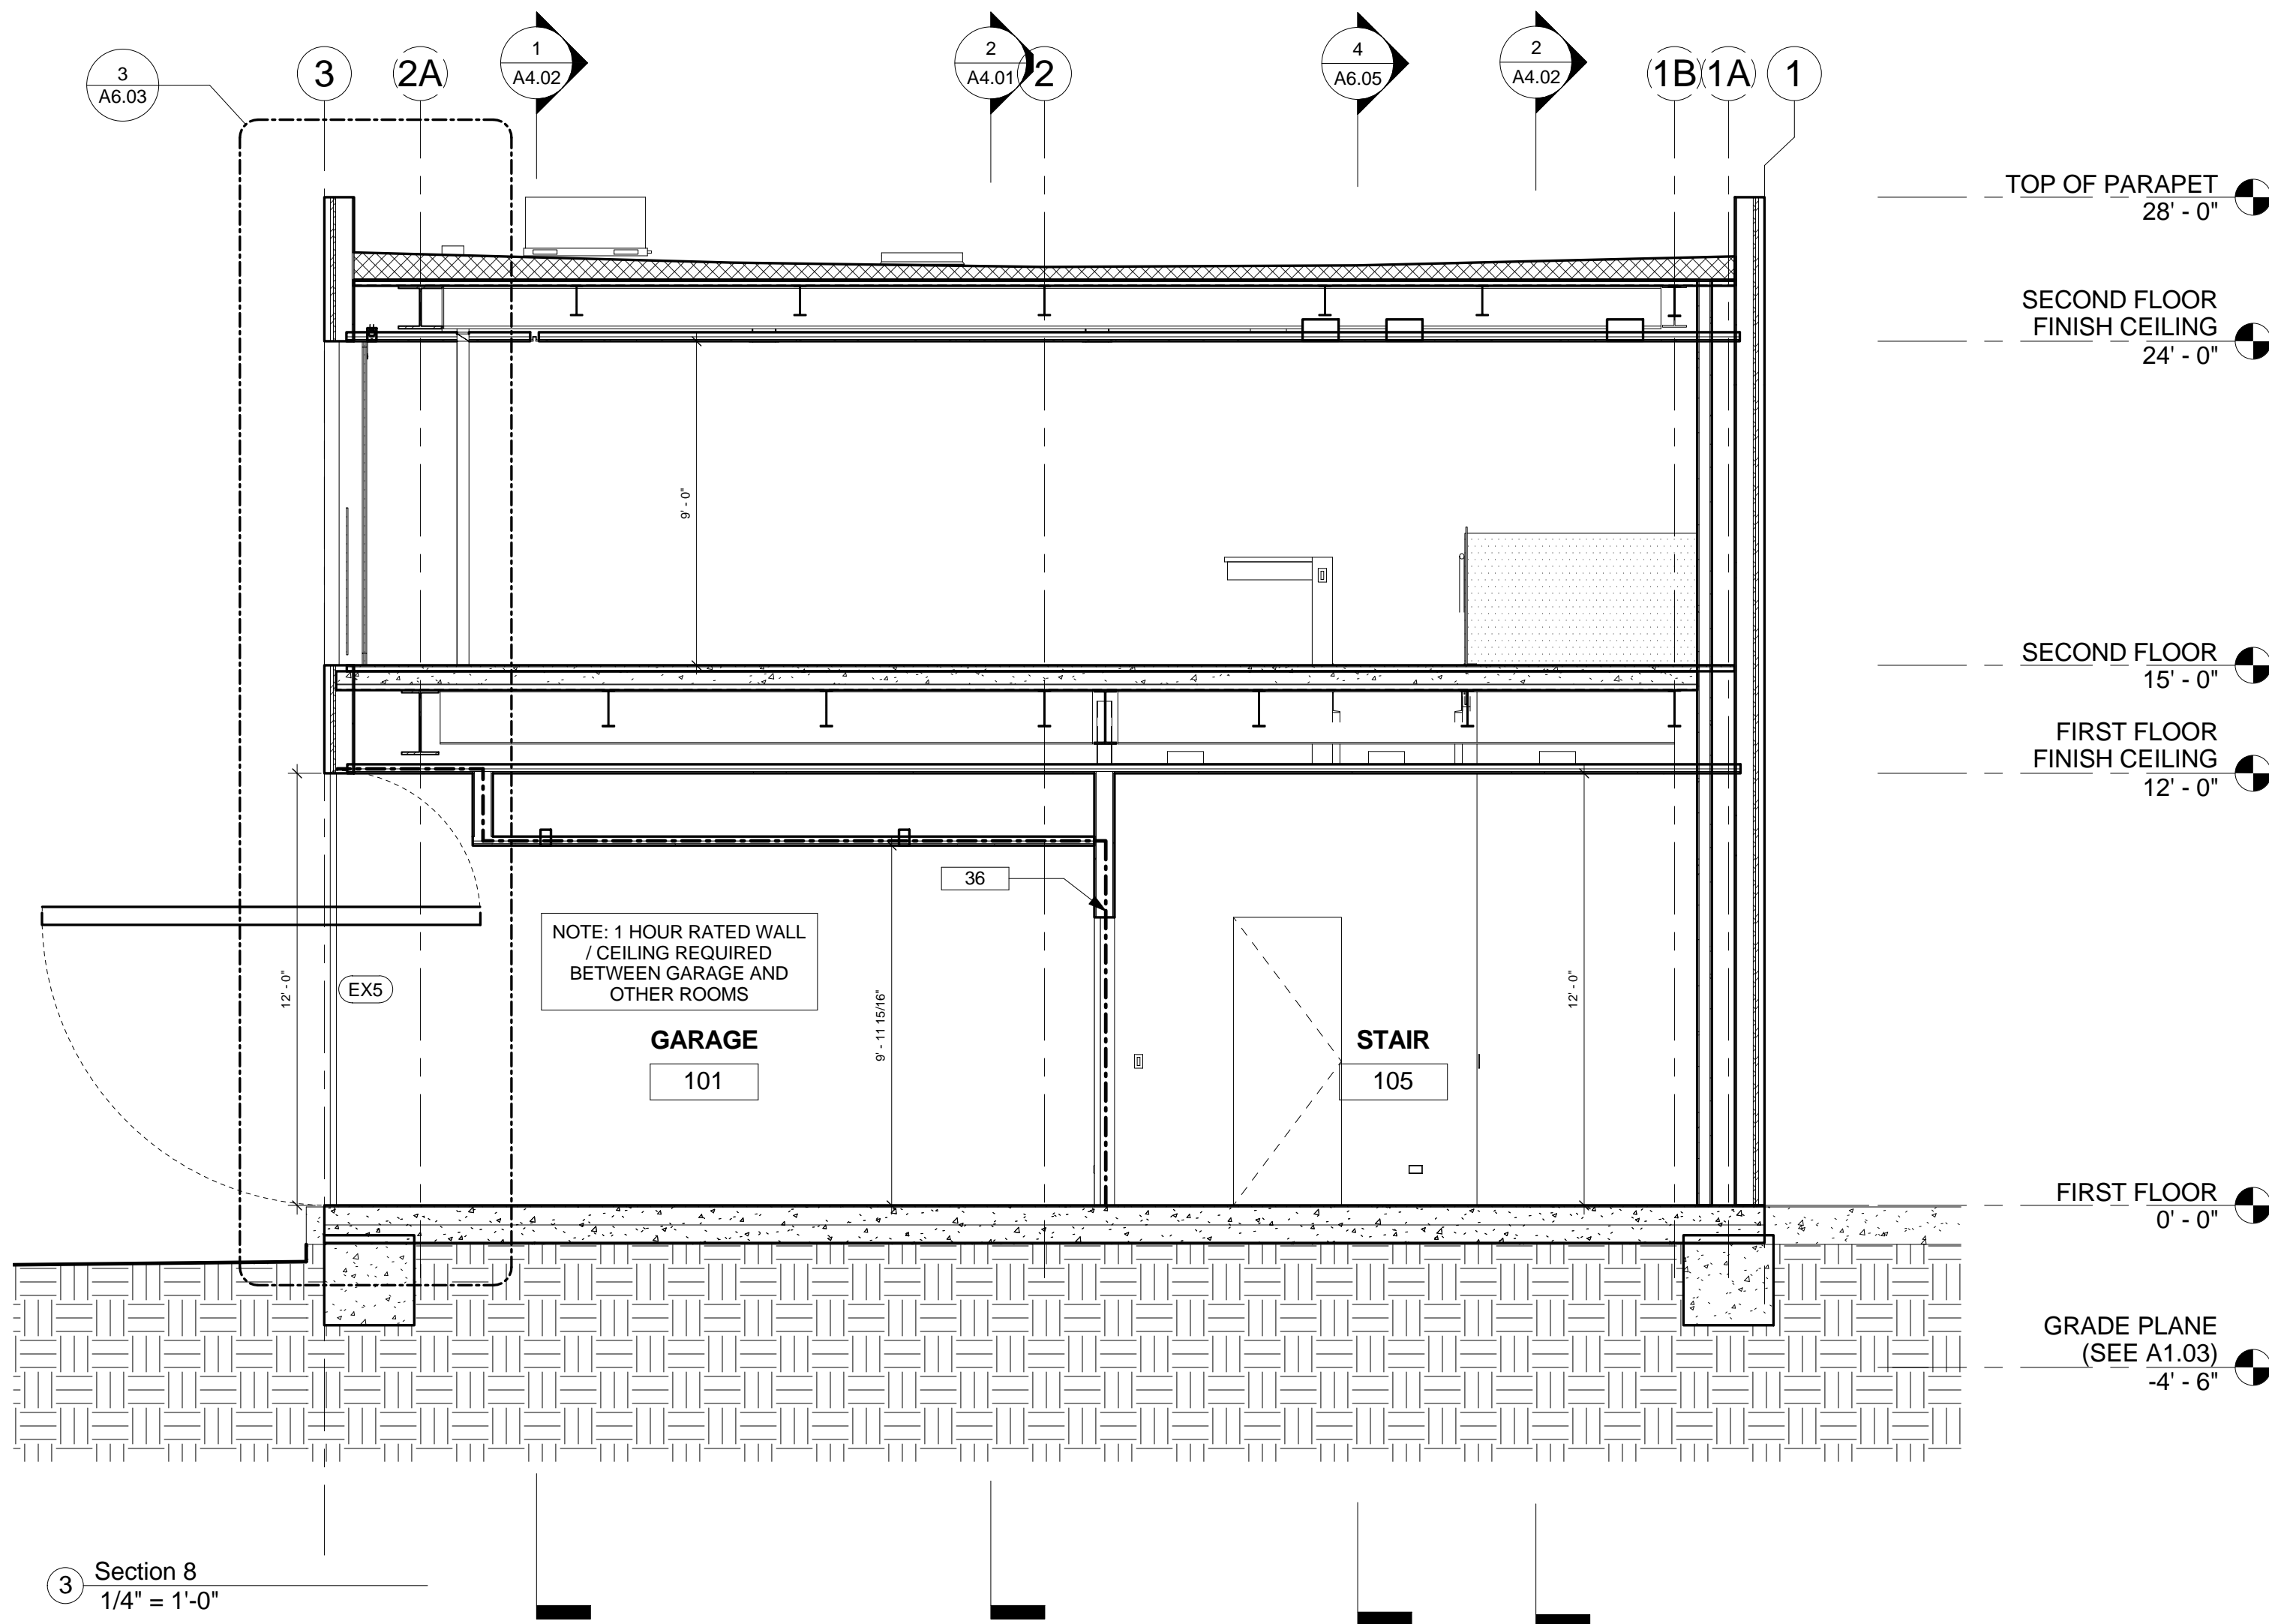 3
A6.03
3
2A
1
A4.02
2
A4.01
2
4
A6.05
2
A4.02
1B
1A
1
TOP OF PARAPET
28' - 0"
SECOND FLOOR
FINISH CEILING
24' - 0"
9' - 0"
SECOND FLOOR
15' - 0"
FIRST FLOOR
FINISH CEILING
12' - 0"
36
NOTE: 1 HOUR RATED WALL
/ CEILING REQUIRED
BETWEEN GARAGE AND
OTHER ROOMS
12' - 0"
EX5
9' - 11 15/16"
12' - 0"
GARAGE
101
STAIR
105
FIRST FLOOR
0' - 0"
GRADE PLANE
(SEE A1.03)
-4' - 6"
3
Section 8
1/4" = 1'-0"